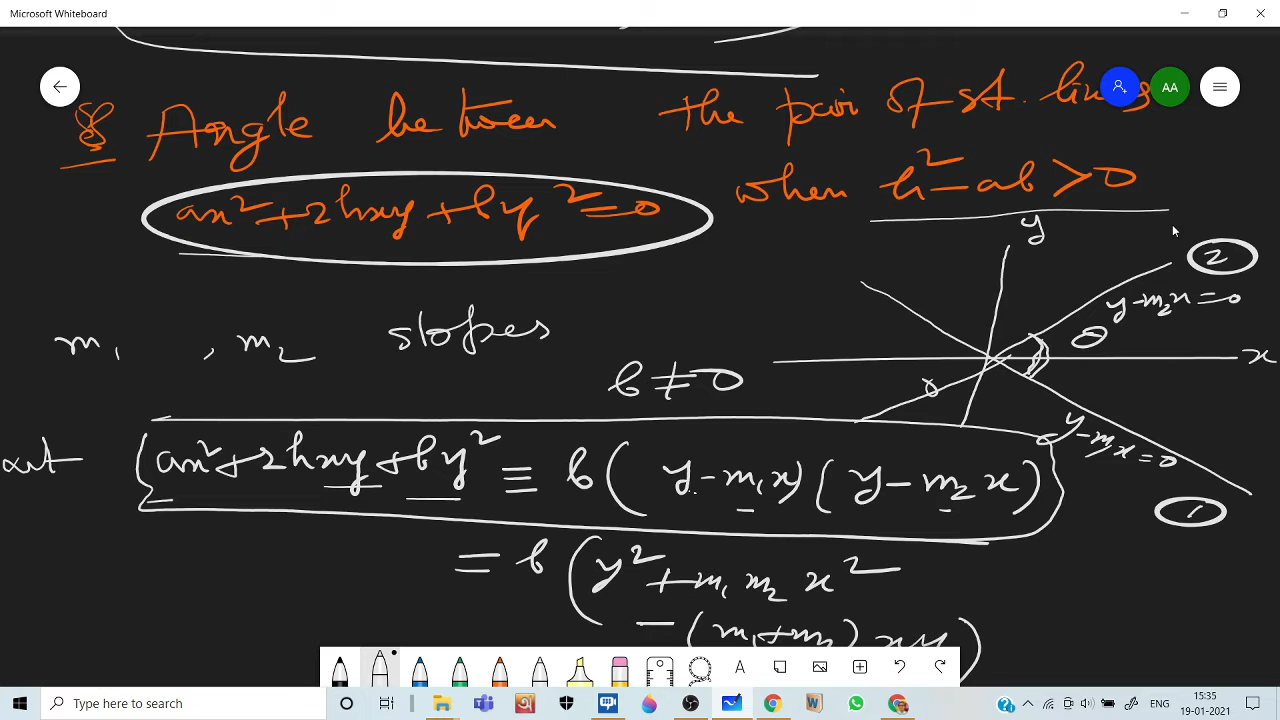 Microsoft Whiteboard
§ Angle between the pair of st. lines
AA
ax²+2hxy+by²=0 when h²-ab>0
y
2
y-m₂x=0
m₁, m₂ slopes
θ
x
b≠0
y-m₁x=0
1
ax²+2hxy+by² ≡ b(y-m₁x)(y-m₂x)
= b(y²+m₁m₂x²
-(m₁+m₂)xy)
A
Type here to search
ENG
15:35
19-01-2021